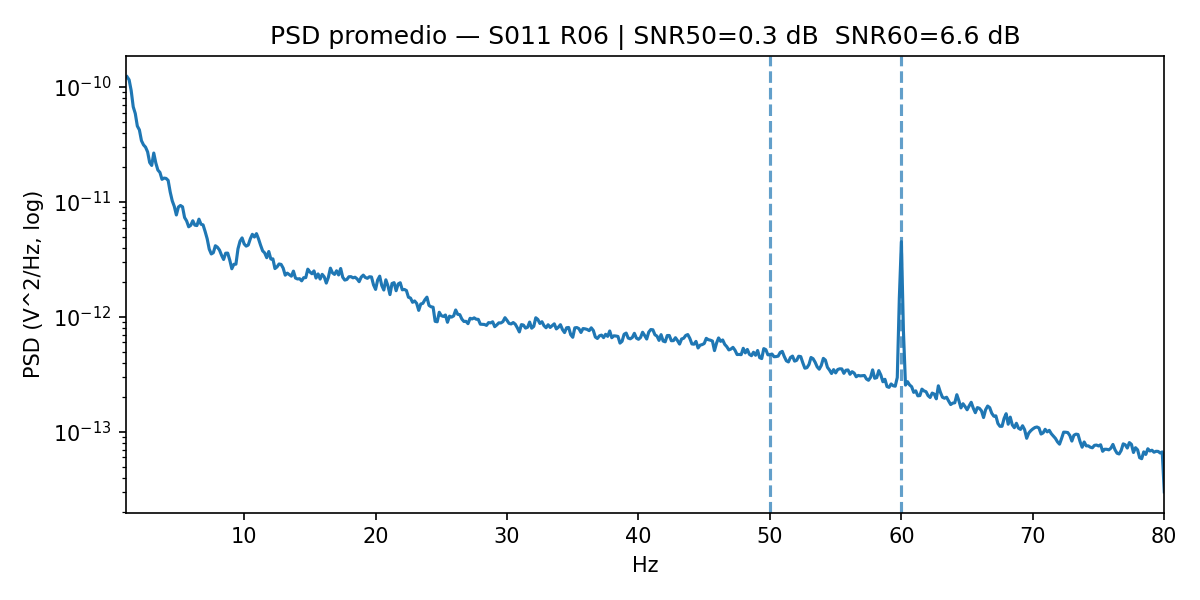 PSD promedio — S011 R06 | SNR50=0.3 dB  SNR60=6.6 dB
PSD (V^2/Hz, log)
10⁻¹⁰
10⁻¹¹
10⁻¹²
10⁻¹³
10 20 30 40 50 60 70 80
Hz